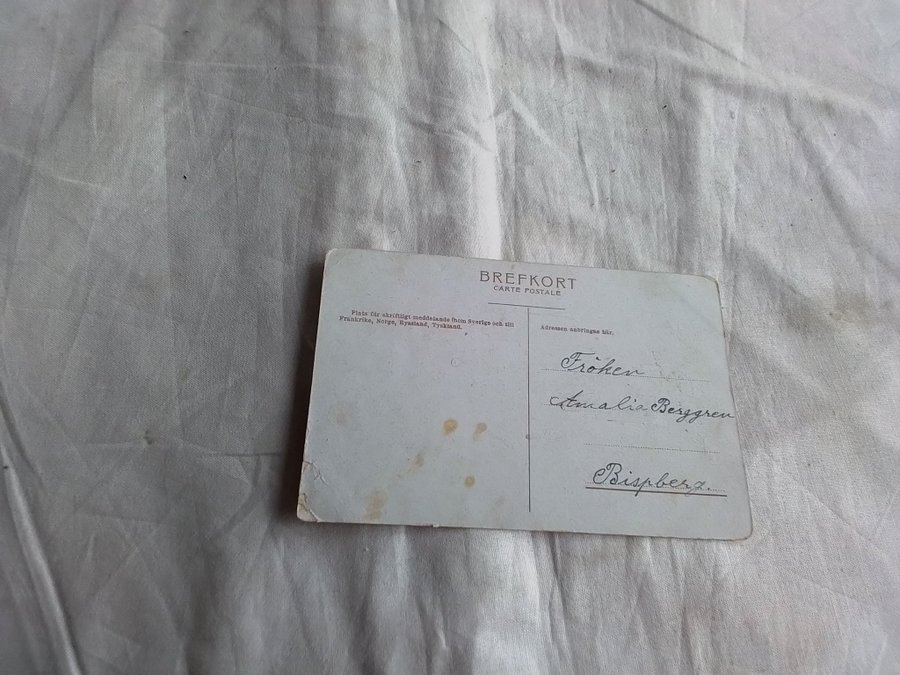 BREFKORT
CARTE POSTALE
Plats för skriftligt meddelande inom Sverige och till
Frankrike, Norge, Ryssland, Tyskland.
Adressen anbringas här.
Fröken
Amalia Berggren
Bispberg.